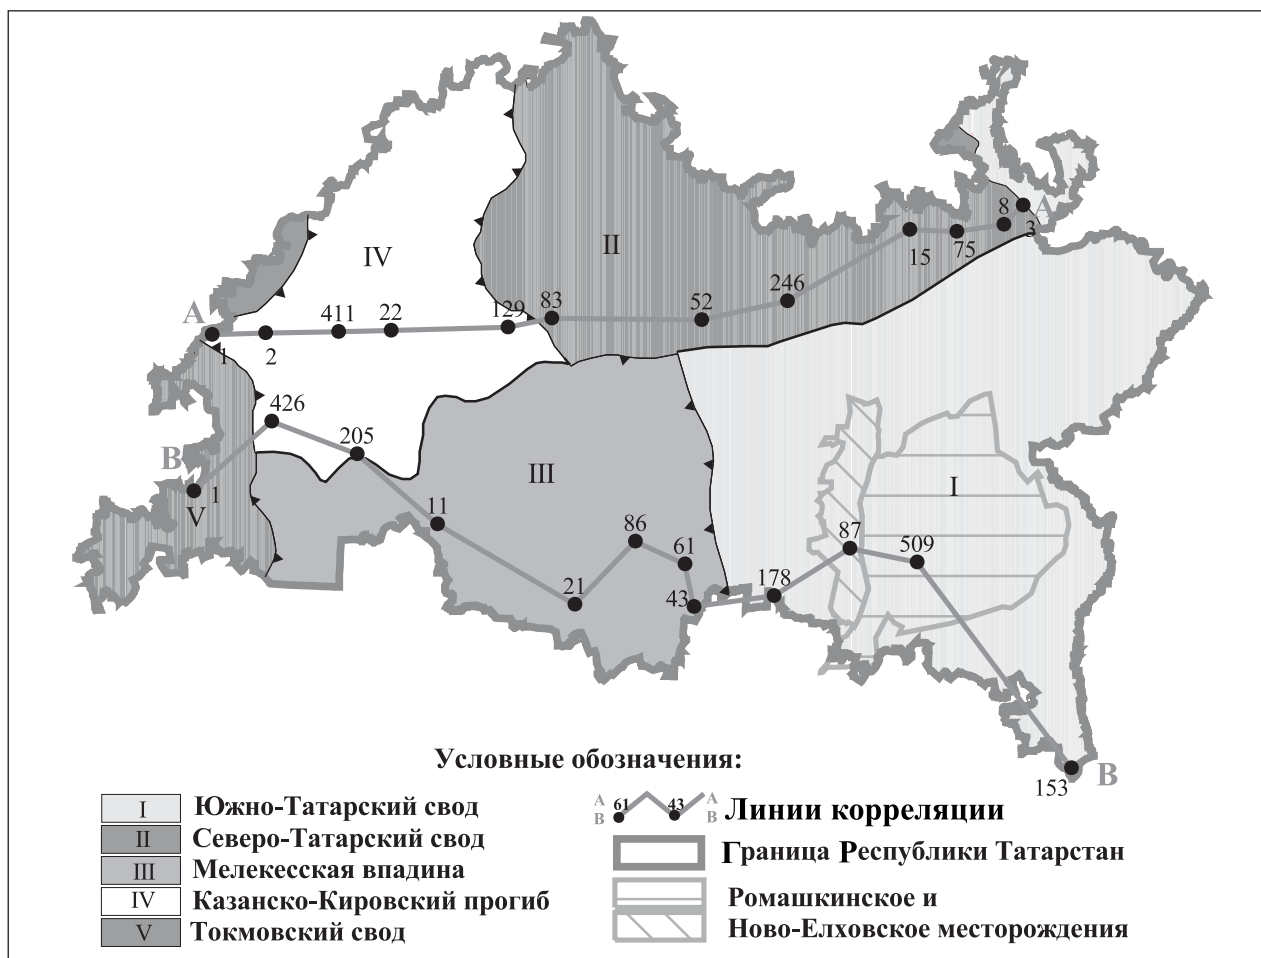 IV
II
III
I
V
A
1
2
411
22
129
83
52
246
15
75
8
3
A
B
1
426
205
11
21
86
61
43
178
87
509
153
B
Условные обозначения:
I Южно-Татарский свод
II Северо-Татарский свод
III Мелекесская впадина
IV Казанско-Кировский прогиб
V Токмовский свод
A B 61 43 A B Линии корреляции
Граница Республики Татарстан
Ромашкинское и
Ново-Елховское месторождения